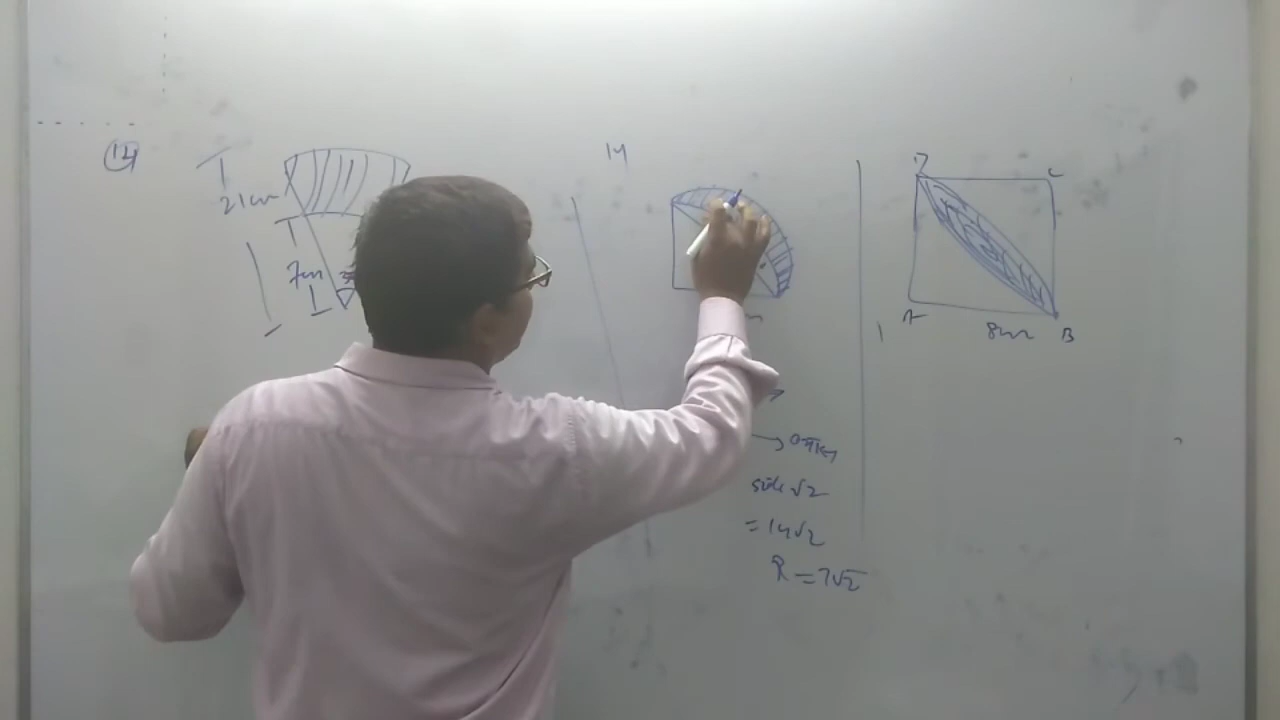 14
21cm
7cm
14
side √2
= 14√2
R = 7√2
D C
A 8cm B